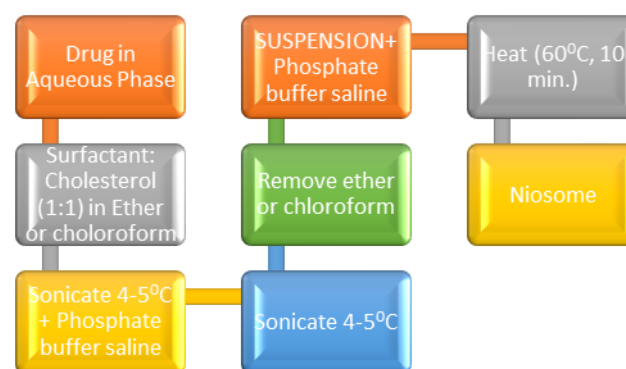 Drug in
Aqueous Phase
Surfactant:
Cholesterol
(1:1) in Ether
or choloroform
Sonicate 4-5⁰C
+ Phosphate
buffer saline
Sonicate 4-5⁰C
Remove ether
or chloroform
SUSPENSION+
Phosphate
buffer saline
Heat (60⁰C, 10
min.)
Niosome